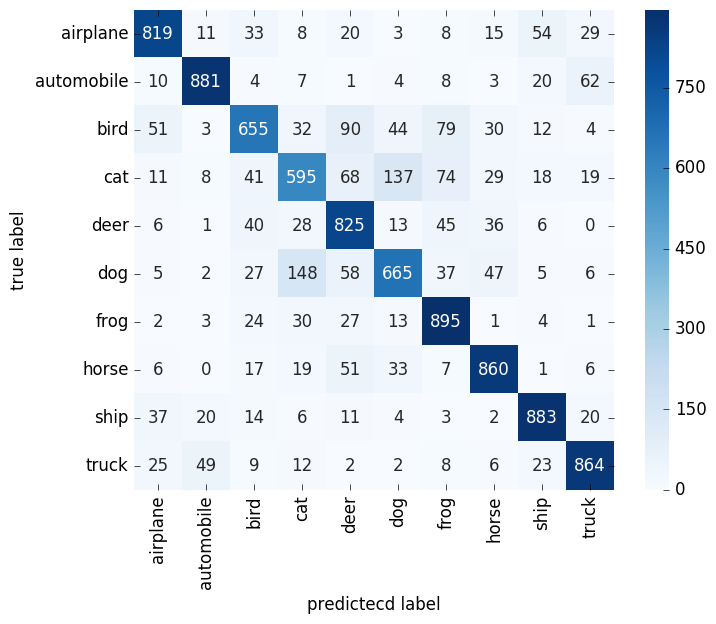 airplane 819 11 33 8 20 3 8 15 54 29
automobile 10 881 4 7 1 4 8 3 20 62
bird 51 3 655 32 90 44 79 30 12 4
cat 11 8 41 595 68 137 74 29 18 19
deer 6 1 40 28 825 13 45 36 6 0
dog 5 2 27 148 58 665 37 47 5 6
frog 2 3 24 30 27 13 895 1 4 1
horse 6 0 17 19 51 33 7 860 1 6
ship 37 20 14 6 11 4 3 2 883 20
truck 25 49 9 12 2 2 8 6 23 864
true label
airplane automobile bird cat deer dog frog horse ship truck
predictecd label
750
600
450
300
150
0